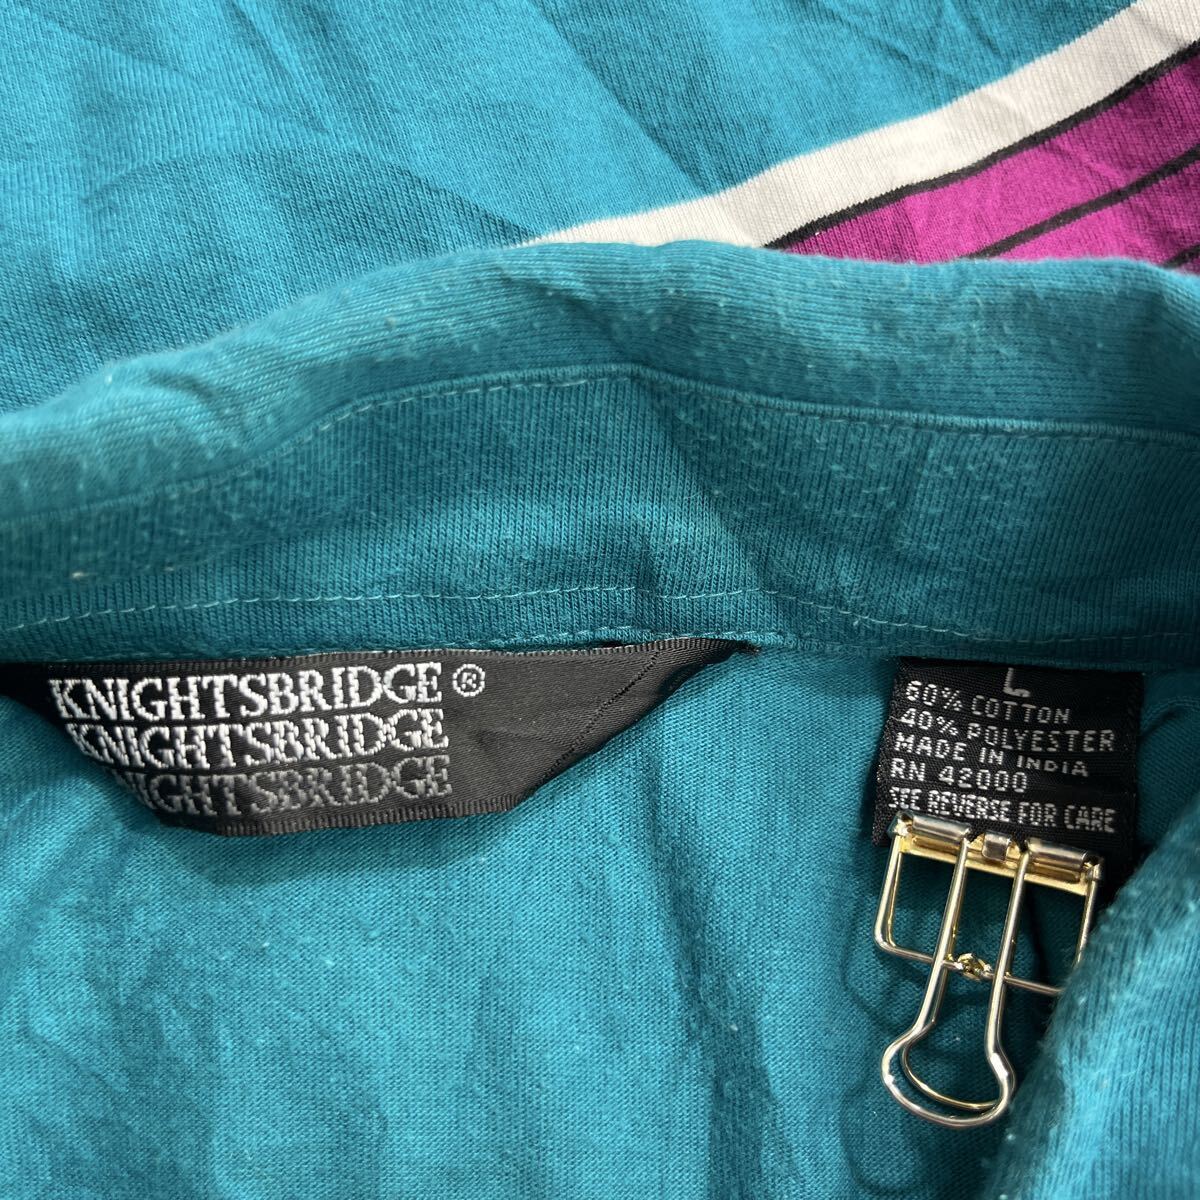 KNIGHTSBRIDGE ®
KNIGHTSBRIDGE
KNIGHTSBRIDGE
L
60% COTTON
40% POLYESTER
MADE IN INDIA
RN 42000
SEE REVERSE FOR CARE